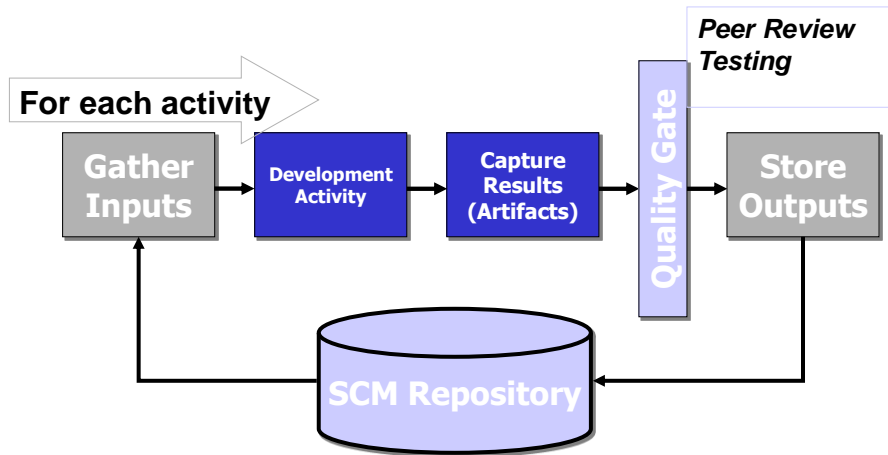 Peer Review
Testing
For each activity
Gather
Inputs
Development
Activity
Capture
Results
(Artifacts)
Quality Gate
Store
Outputs
SCM Repository